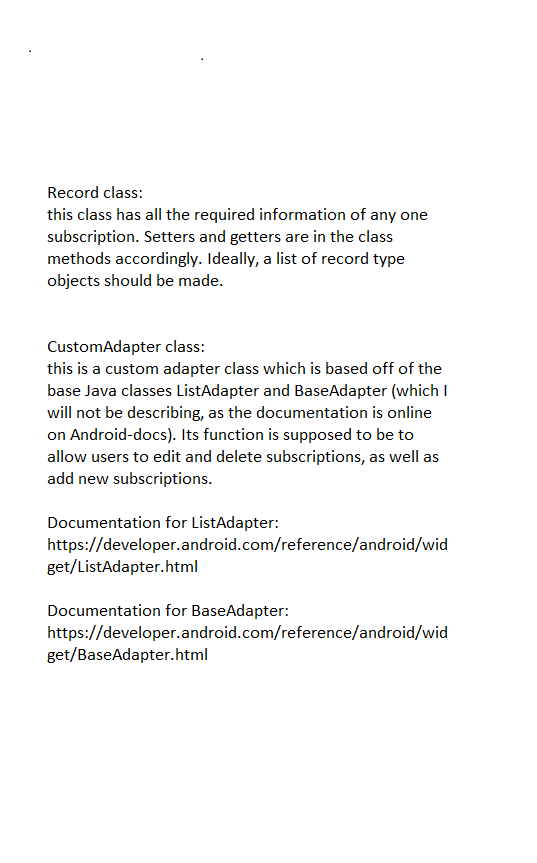 Record class:
this class has all the required information of any one
subscription. Setters and getters are in the class
methods accordingly. Ideally, a list of record type
objects should be made.
CustomAdapter class:
this is a custom adapter class which is based off of the
base Java classes ListAdapter and BaseAdapter (which I
will not be describing, as the documentation is online
on Android-docs). Its function is supposed to be to
allow users to edit and delete subscriptions, as well as
add new subscriptions.
Documentation for ListAdapter:
https://developer.android.com/reference/android/wid
get/ListAdapter.html
Documentation for BaseAdapter:
https://developer.android.com/reference/android/wid
get/BaseAdapter.html